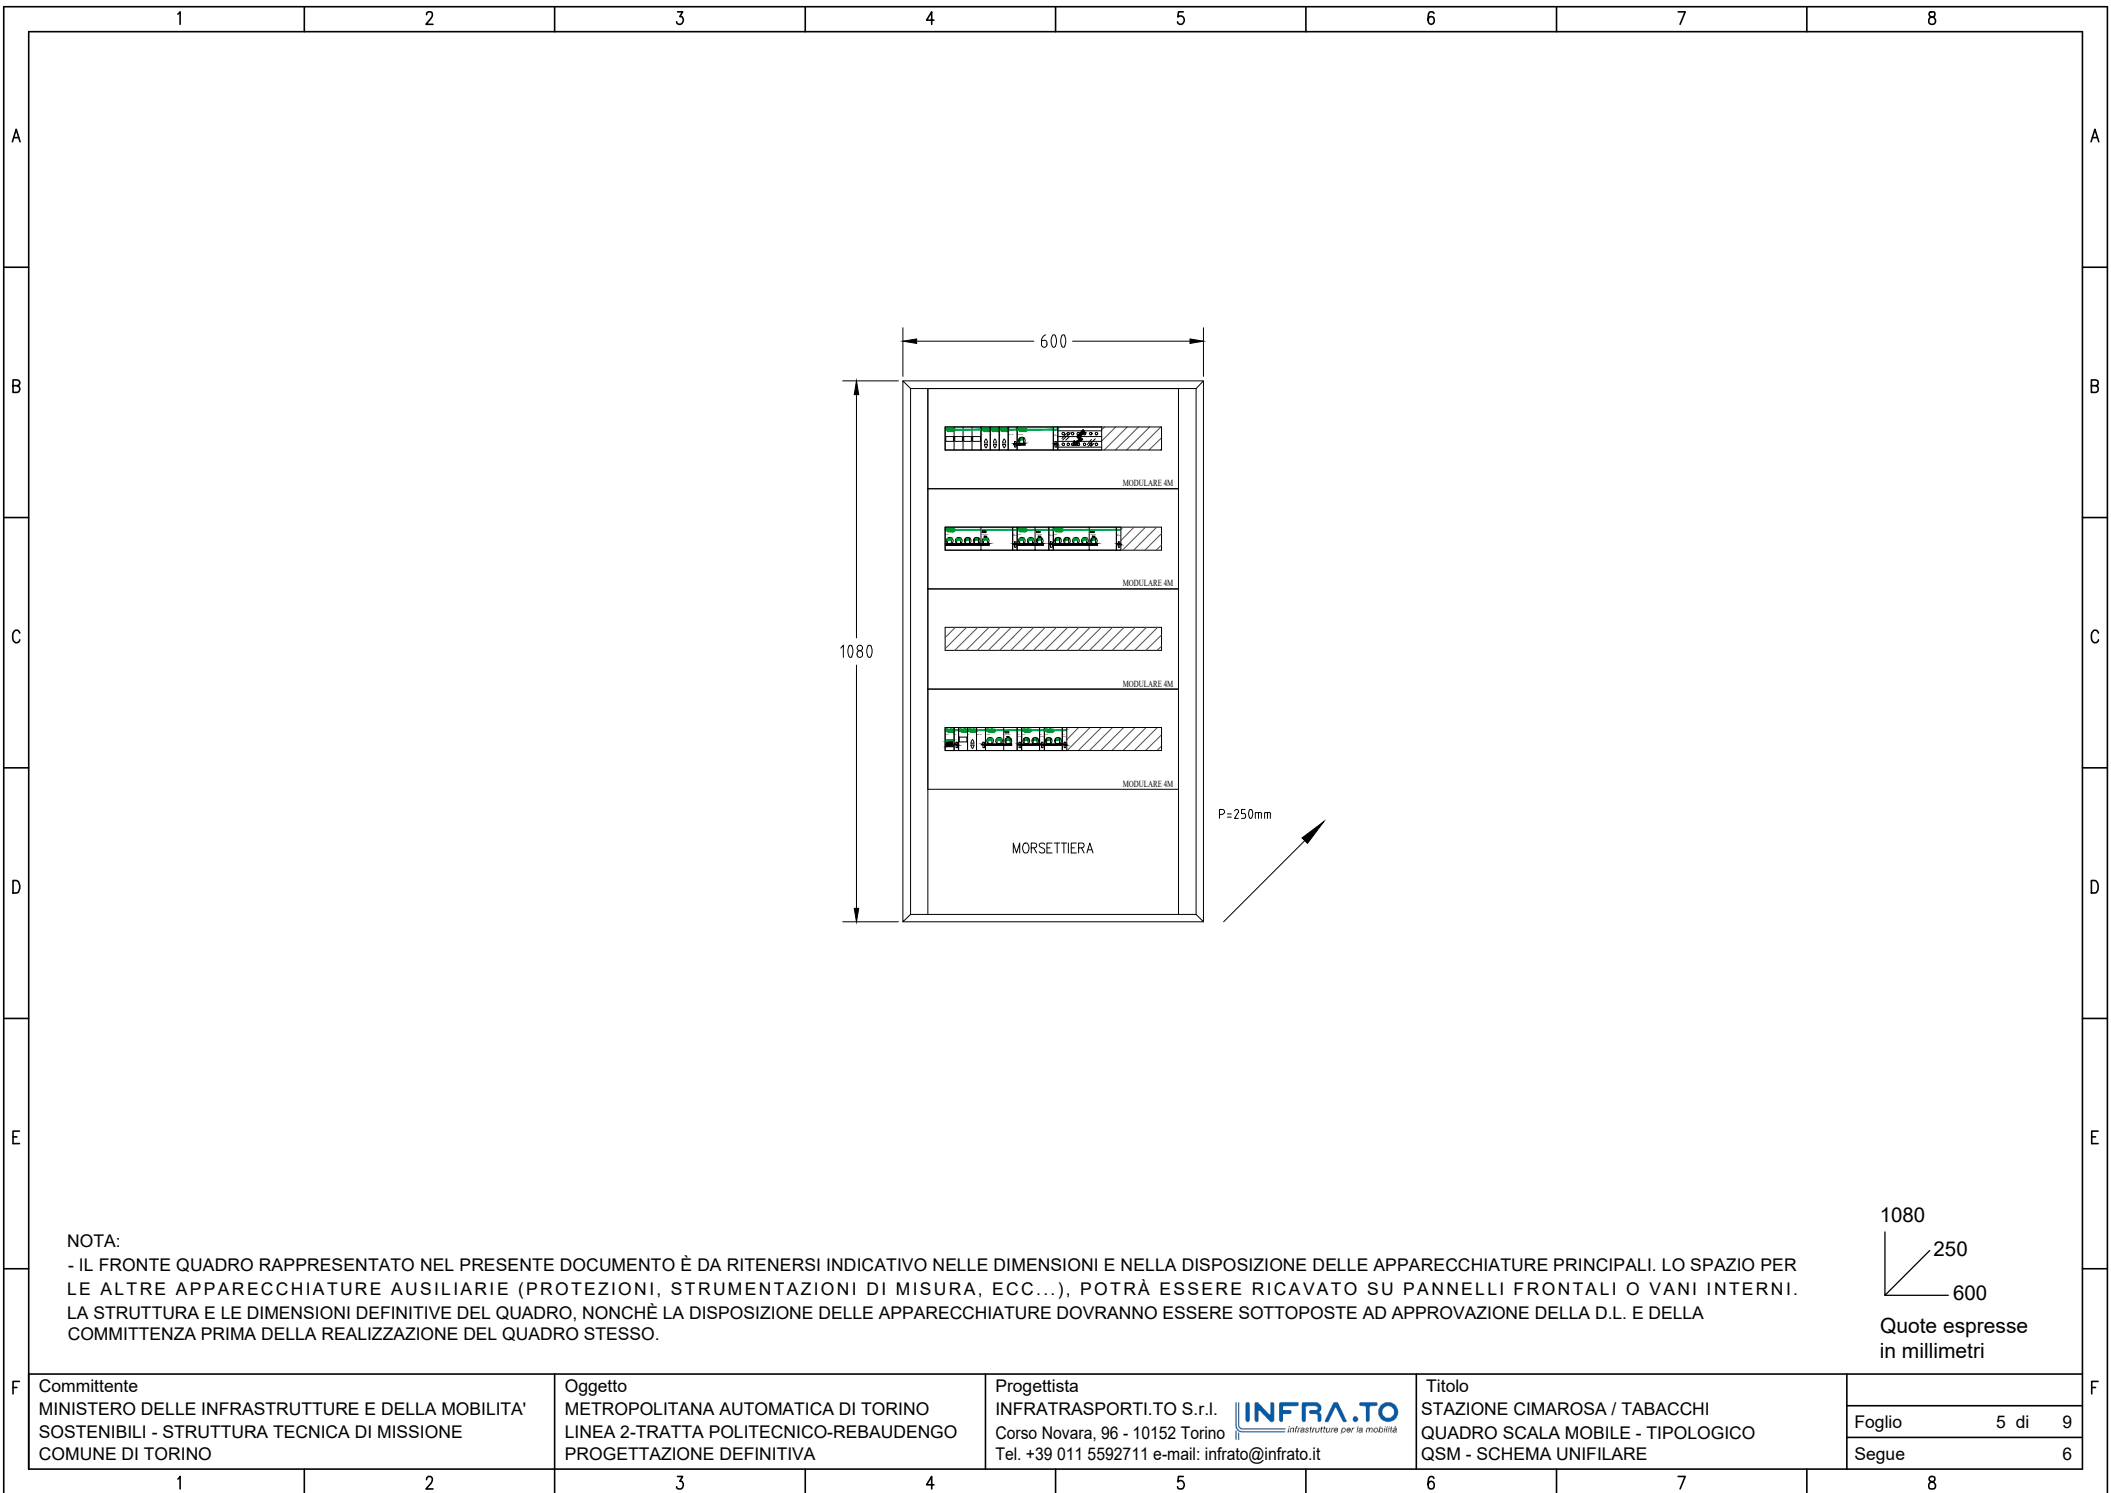 1 2 3 4 5 6 7 8
A A
B B
C C
D D
E E
F F
600
1080
MODULARE 4M
MODULARE 4M
MODULARE 4M
MODULARE 4M
P=250mm
MORSETTIERA
NOTA:
- IL FRONTE QUADRO RAPPRESENTATO NEL PRESENTE DOCUMENTO È DA RITENERSI INDICATIVO NELLE DIMENSIONI E NELLA DISPOSIZIONE DELLE APPARECCHIATURE PRINCIPALI. LO SPAZIO PER
LE ALTRE APPARECCHIATURE AUSILIARIE (PROTEZIONI, STRUMENTAZIONI DI MISURA, ECC...), POTRÀ ESSERE RICAVATO SU PANNELLI FRONTALI O VANI INTERNI.
LA STRUTTURA E LE DIMENSIONI DEFINITIVE DEL QUADRO, NONCHÈ LA DISPOSIZIONE DELLE APPARECCHIATURE DOVRANNO ESSERE SOTTOPOSTE AD APPROVAZIONE DELLA D.L. E DELLA
COMMITTENZA PRIMA DELLA REALIZZAZIONE DEL QUADRO STESSO.
1080
250
600
Quote espresse
in millimetri
Committente
MINISTERO DELLE INFRASTRUTTURE E DELLA MOBILITA'
SOSTENIBILI - STRUTTURA TECNICA DI MISSIONE
COMUNE DI TORINO
Oggetto
METROPOLITANA AUTOMATICA DI TORINO
LINEA 2-TRATTA POLITECNICO-REBAUDENGO
PROGETTAZIONE DEFINITIVA
Progettista
INFRATRASPORTI.TO S.r.l.
Corso Novara, 96 - 10152 Torino
Tel. +39 011 5592711 e-mail: infrato@infrato.it
INFRA.TO
infrastrutture per la mobilità
Titolo
STAZIONE CIMAROSA / TABACCHI
QUADRO SCALA MOBILE - TIPOLOGICO
QSM - SCHEMA UNIFILARE
Foglio 5 di 9
Segue 6
1 2 3 4 5 6 7 8